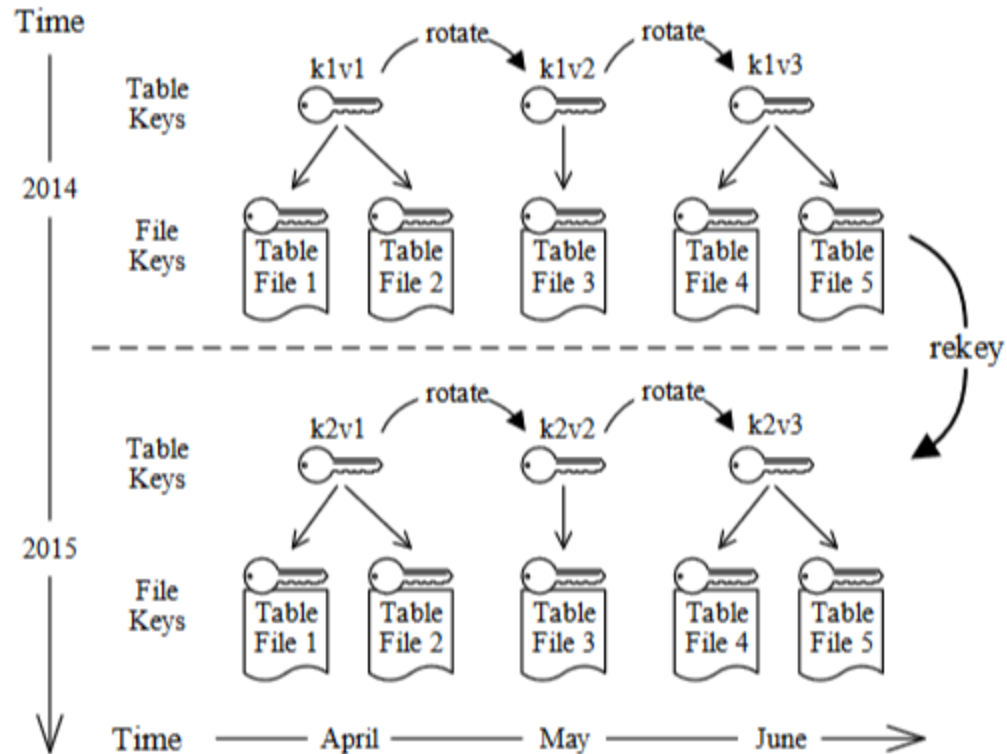 Time
rotate
rotate
k1v1
k1v2
k1v3
Table
Keys
2014
File
Keys
Table
File 1
Table
File 2
Table
File 3
Table
File 4
Table
File 5
rekey
rotate
rotate
k2v1
k2v2
k2v3
Table
Keys
2015
File
Keys
Table
File 1
Table
File 2
Table
File 3
Table
File 4
Table
File 5
Time
April
May
June